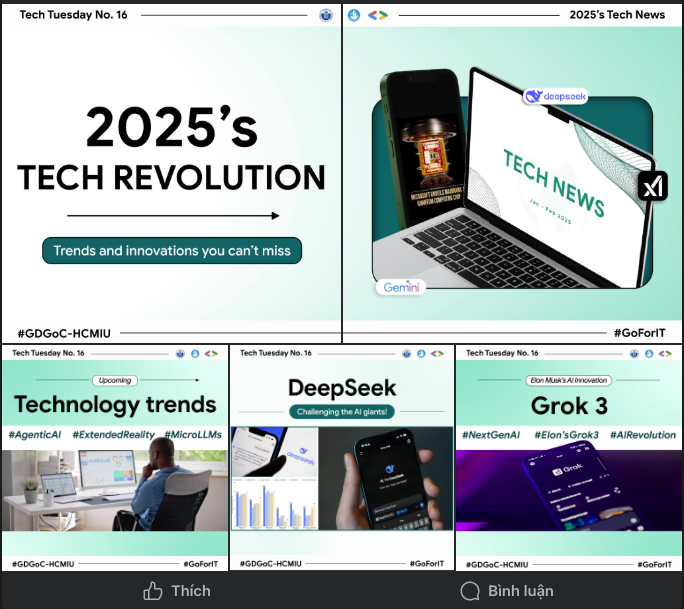 Tech Tuesday No. 16
2025's
TECH REVOLUTION
Trends and innovations you can't miss
#GDGoC-HCMIU
2025's Tech News
deepseek
TECH NEWS
Jan - Feb 2025
xI
MICROSOFT UNVEILS MAJORANA 1
QUANTUM COMPUTING CHIP
Gemini
#GoForIT
Tech Tuesday No. 16
Upcoming
Technology trends
#AgenticAI #ExtendedReality #MicroLLMs
#GDGoC-HCMIU
#GoForIT
Tech Tuesday No. 16
DeepSeek
Challenging the AI giants!
deepseek
Hi, I'm DeepSeek.
#GDGoC-HCMIU
#GoForIT
Tech Tuesday No. 16
Elon Musk's AI Innovation
Grok 3
#NextGenAI #Elon'sGrok3 #AIRevolution
Grok
#GDGoC-HCMIU
#GoForIT
Thích
Bình luận